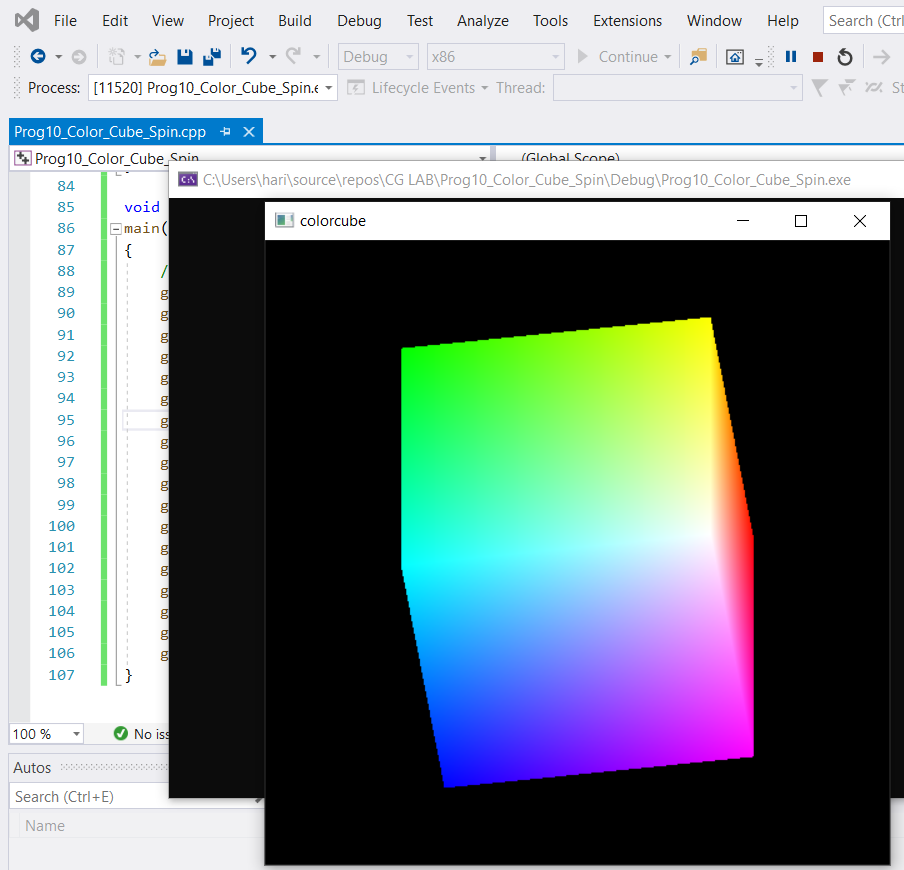 File Edit View Project Build Debug Test Analyze Tools Extensions Window Help Search (Ctrl
Debug x86 Continue
Process: [11520] Prog10_Color_Cube_Spin.e Lifecycle Events Thread: St
Prog10_Color_Cube_Spin.cpp
Prog10_Color_Cube_Spin (Global Scope)
C:\Users\hari\source\repos\CG LAB\Prog10_Color_Cube_Spin\Debug\Prog10_Color_Cube_Spin.exe
colorcube
84
85 void
86 main(
87 {
88 /
89 g
90 g
91 g
92 g
93 g
94 g
95 g
96 g
97 g
98 g
99 g
100 g
101 g
102 g
103 g
104 g
105 g
106 g
107 }
100 % No iss
Autos
Search (Ctrl+E)
Name